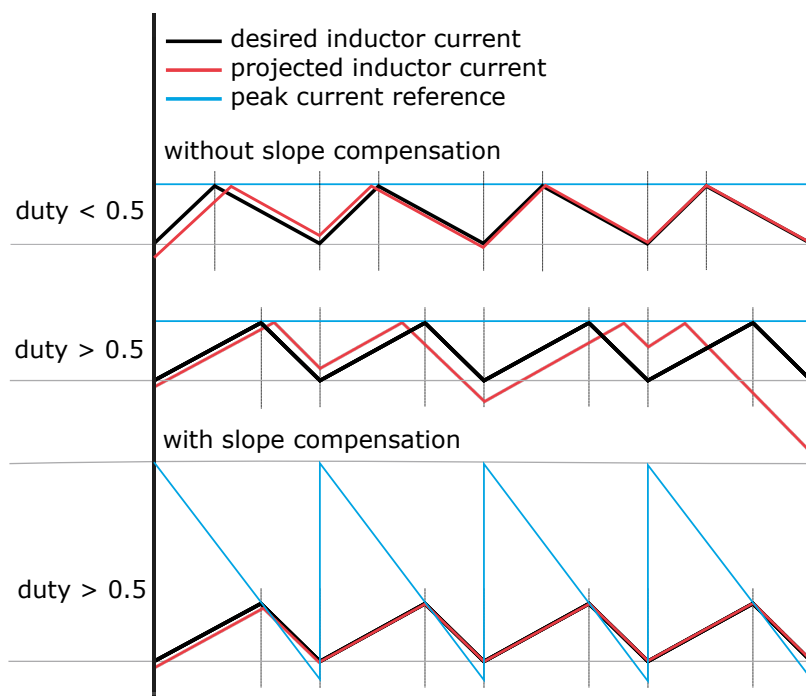 desired inductor current
projected inductor current
peak current reference
without slope compensation
duty < 0.5
duty > 0.5
with slope compensation
duty > 0.5